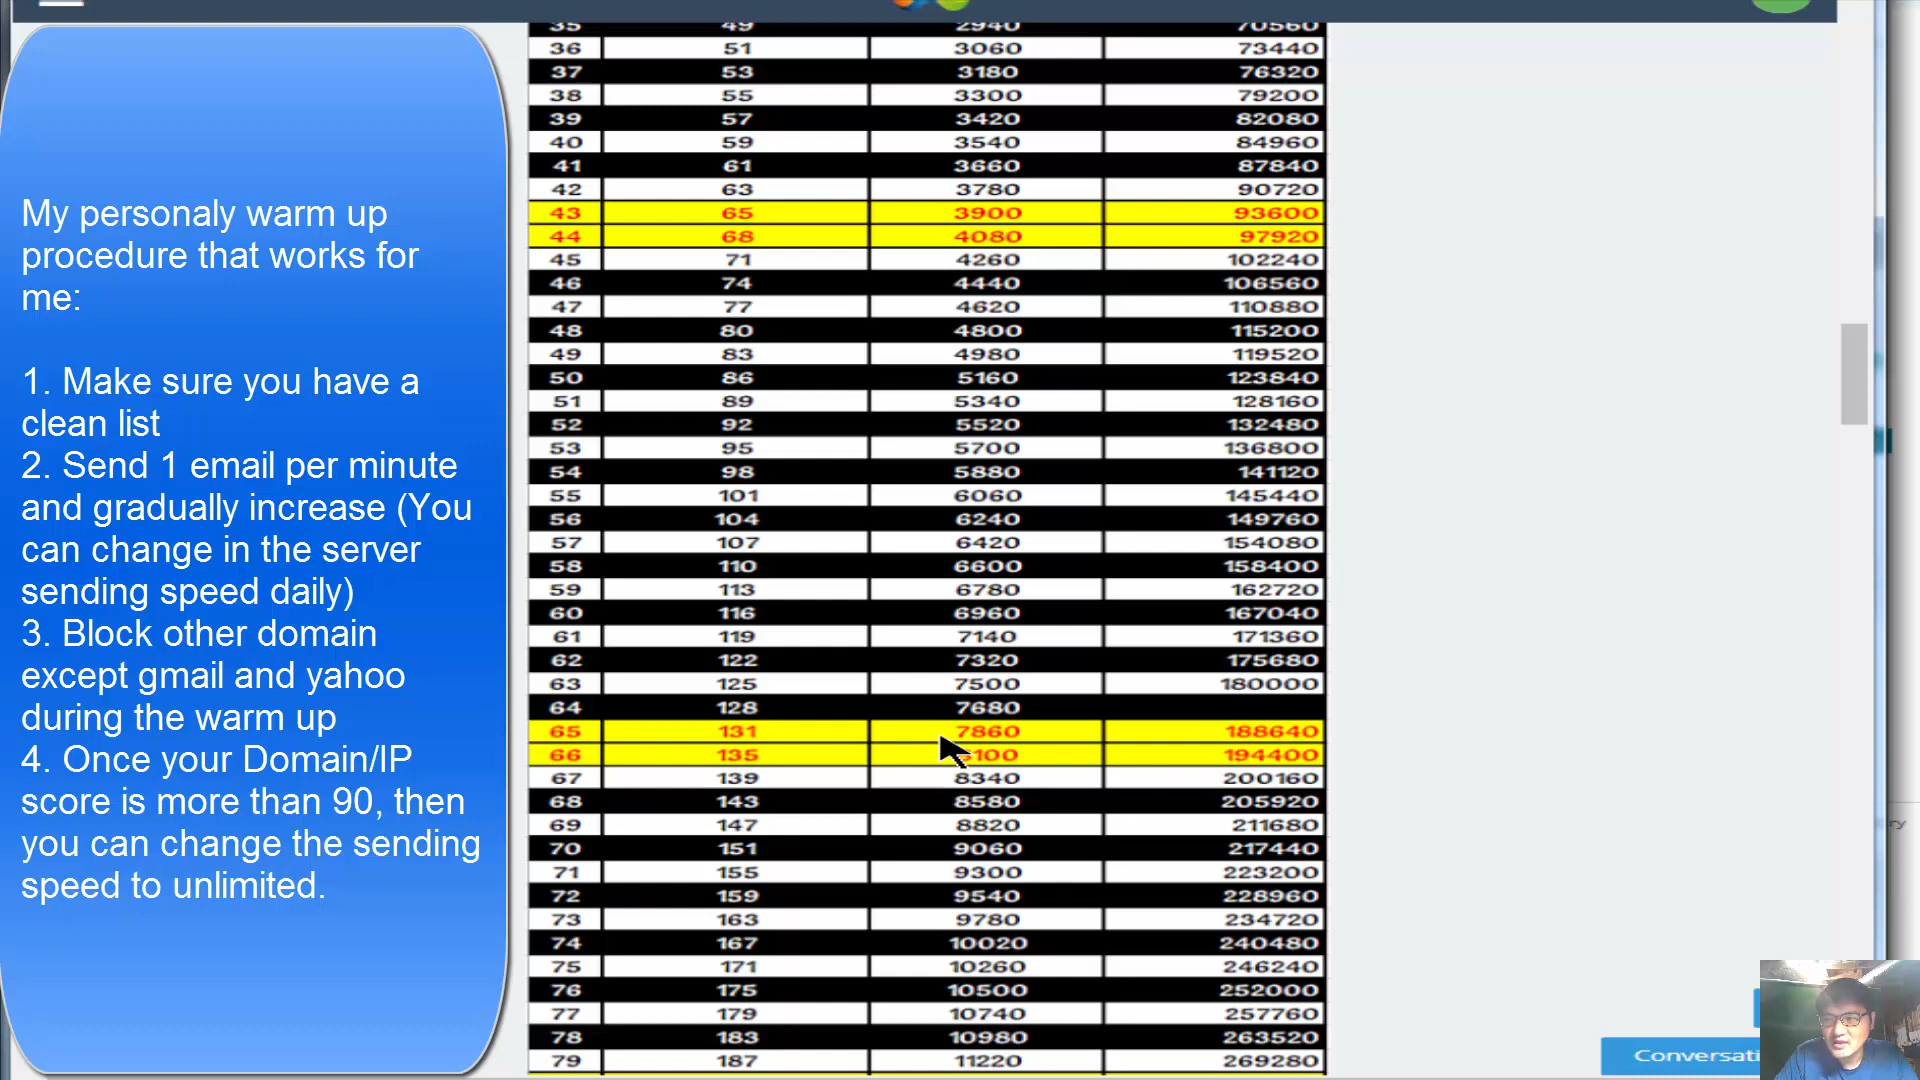 My personaly warm up
procedure that works for
me:
1. Make sure you have a
clean list
2. Send 1 email per minute
and gradually increase (You
can change in the server
sending speed daily)
3. Block other domain
except gmail and yahoo
during the warm up
4. Once your Domain/IP
score is more than 90, then
you can change the sending
speed to unlimited.
35 49 2940 70560
36 51 3060 73440
37 53 3180 76320
38 55 3300 79200
39 57 3420 82080
40 59 3540 84960
41 61 3660 87840
42 63 3780 90720
43 65 3900 93600
44 68 4080 97920
45 71 4260 102240
46 74 4440 106560
47 77 4620 110880
48 80 4800 115200
49 83 4980 119520
50 86 5160 123840
51 89 5340 128160
52 92 5520 132480
53 95 5700 136800
54 98 5880 141120
55 101 6060 145440
56 104 6240 149760
57 107 6420 154080
58 110 6600 158400
59 113 6780 162720
60 116 6960 167040
61 119 7140 171360
62 122 7320 175680
63 125 7500 180000
64 128 7680
65 131 7860 188640
66 135 194400
67 139 8340 200160
68 143 8580 205920
69 147 8820 211680
70 151 9060 217440
71 155 9300 223200
72 159 9540 228960
73 163 9780 234720
74 167 10020 240480
75 171 10260 246240
76 175 10500 252000
77 179 10740 257760
78 183 10980 263520
79 187 11220 269280
Conversati